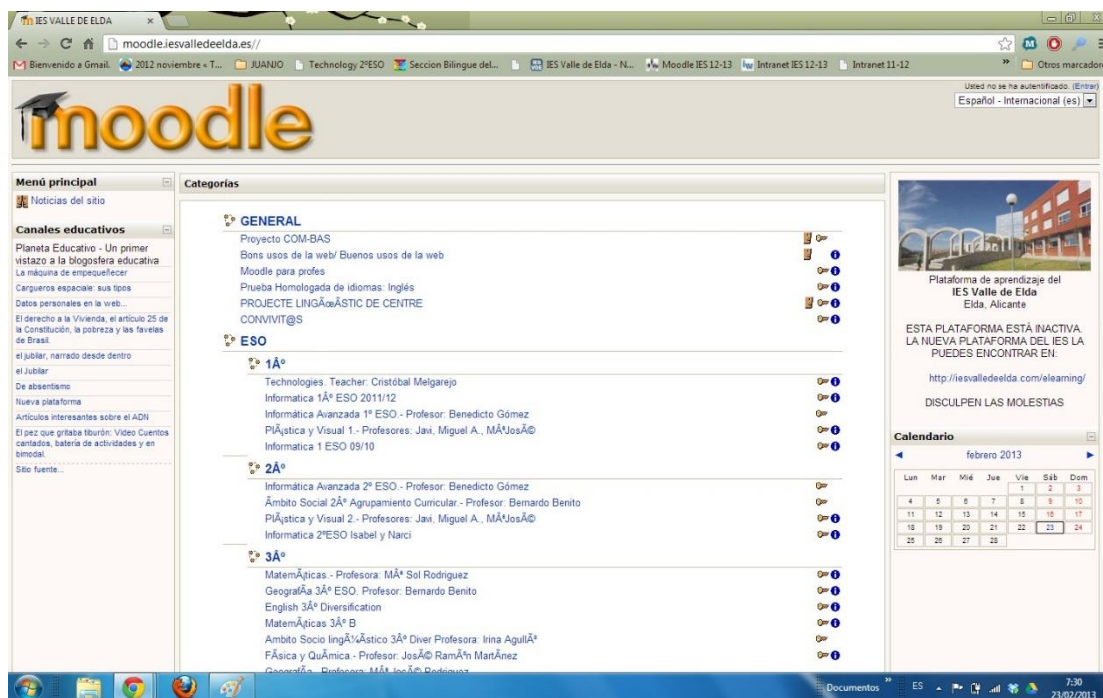 IES VALLE DE ELDA
moodle.iesvalledeelda.es//
Bienvenido a Gmail. 2012 noviembre « T... JUANJO Technology 2ºESO Seccion Bilingue del... IES Valle de Elda - N... Moodle IES 12-13 Intranet IES 12-13 Intranet 11-12 » Otros marcadores
Usted no se ha autentificado. (Entrar)
Español - Internacional (es)
moodle
Menú principal
Noticias del sitio
Canales educativos
Planeta Educativo - Un primer
vistazo a la blogosfera educativa
La máquina de empequeñecer
Cargueros espaciale: sus tipos
Datos personales en la web...
El derecho a la Vivienda, el artículo 25 de
la Constitución, la pobreza y las favelas
de Brasil.
el jubilar, narrado desde dentro
el Jubilar
De absentismo
Nueva plataforma
Artículos interesantes sobre el ADN
El pez que gritaba tiburón: Video Cuentos
cantados, batería de actividades y en
bimodal.
Sitio fuente...
Categorías
GENERAL
Proyecto COM-BAS
Bons usos de la web/ Buenos usos de la web
Moodle para profes
Prueba Homologada de idiomas: Inglés
PROJECTE LINGÃœÃSTIC DE CENTRE
CONVIVIT@S
ESO
1Âº
Technologies. Teacher: Cristóbal Melgarejo
Informatica 1Âº ESO 2011/12
Informática Avanzada 1º ESO.- Profesor: Benedicto Gómez
PlÃ¡stica y Visual 1.- Profesores: Javi, Miguel A., MÂªJosÃ©
Informatica 1 ESO 09/10
2Âº
Informática Avanzada 2º ESO.- Profesor: Benedicto Gómez
Ãmbito Social 2Âº Agrupamiento Curricular.- Profesor: Bernardo Benito
PlÃ¡stica y Visual 2.- Profesores: Javi, Miguel A., MÂªJosÃ©
Informatica 2ºESO Isabel y Narci
3Âº
MatemÃ¡ticas.- Profesora: MÂª Sol Rodriguez
GeografÃa 3Âº ESO. Profesor: Bernardo Benito
English 3Âº Diversification
MatemÃ¡ticas 3Âº B
Ambito Socio lingÃ¼Ãstico 3Âº Diver Profesora: Irina AgullÃ³
FÃsica y QuÃmica.- Profesor: JosÃ© RamÃ³n MartÃnez
GeografÃa.- Profesora: MÂª JosÃ© Rodriguez
Plataforma de aprendizaje del
IES Valle de Elda
Elda, Alicante
ESTA PLATAFORMA ESTÁ INACTIVA.
LA NUEVA PLATAFORMA DEL IES LA
PUEDES ENCONTRAR EN:
http://iesvalledeelda.com/elearning/
DISCULPEN LAS MOLESTIAS
Calendario
febrero 2013
Lun Mar Mié Jue Vie Sáb Dom
1 2 3
4 5 6 7 8 9 10
11 12 13 14 15 16 17
18 19 20 21 22 23 24
25 26 27 28
Documentos » ES 7:30
23/02/2013